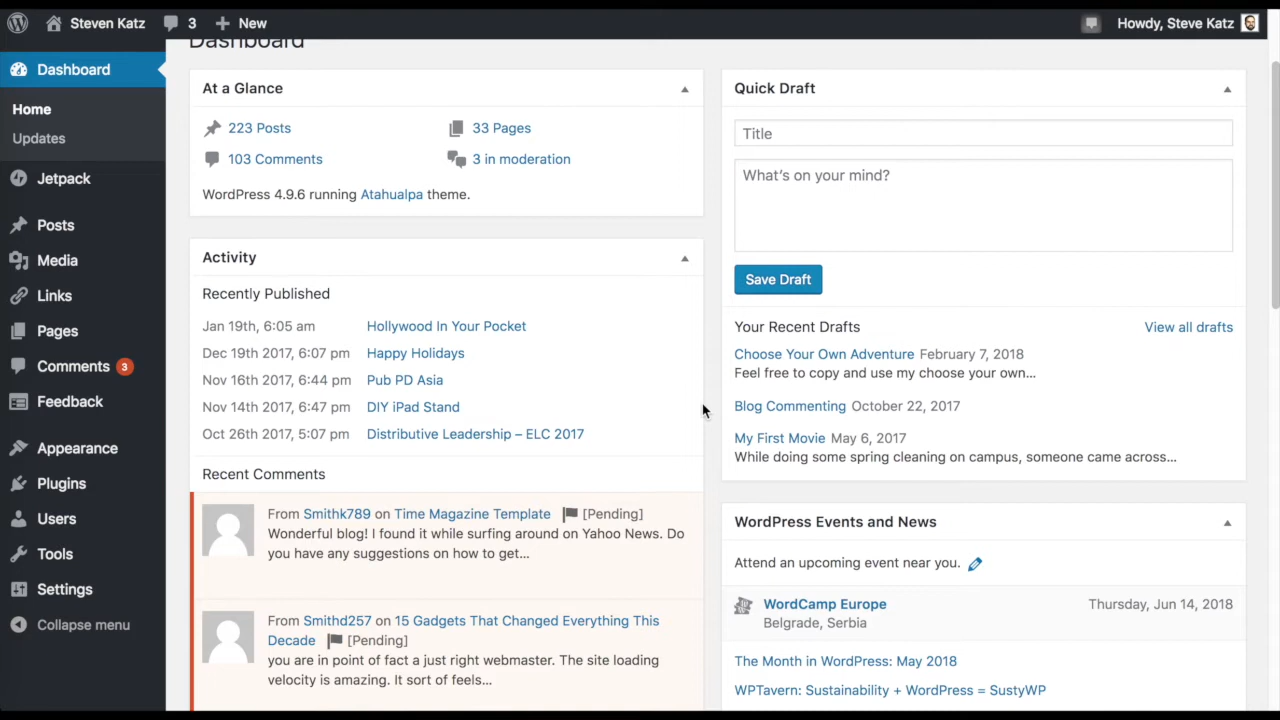 Steven Katz 3 New Howdy, Steve Katz
Dashboard
Home
Updates
Jetpack
Posts
Media
Links
Pages
Comments 3
Feedback
Appearance
Plugins
Users
Tools
Settings
Collapse menu
Dashboard
At a Glance
223 Posts 33 Pages
103 Comments 3 in moderation
WordPress 4.9.6 running Atahualpa theme.
Activity
Recently Published
Jan 19th, 6:05 am Hollywood In Your Pocket
Dec 19th 2017, 6:07 pm Happy Holidays
Nov 16th 2017, 6:44 pm Pub PD Asia
Nov 14th 2017, 6:47 pm DIY iPad Stand
Oct 26th 2017, 5:07 pm Distributive Leadership – ELC 2017
Recent Comments
From Smithk789 on Time Magazine Template [Pending]
Wonderful blog! I found it while surfing around on Yahoo News. Do
you have any suggestions on how to get...
From Smithd257 on 15 Gadgets That Changed Everything This
Decade [Pending]
you are in point of fact a just right webmaster. The site loading
velocity is amazing. It sort of feels...
Quick Draft
Title
What's on your mind?
Save Draft
Your Recent Drafts View all drafts
Choose Your Own Adventure February 7, 2018
Feel free to copy and use my choose your own...
Blog Commenting October 22, 2017
My First Movie May 6, 2017
While doing some spring cleaning on campus, someone came across...
WordPress Events and News
Attend an upcoming event near you.
WordCamp Europe Thursday, Jun 14, 2018
Belgrade, Serbia
The Month in WordPress: May 2018
WPTavern: Sustainability + WordPress = SustyWP